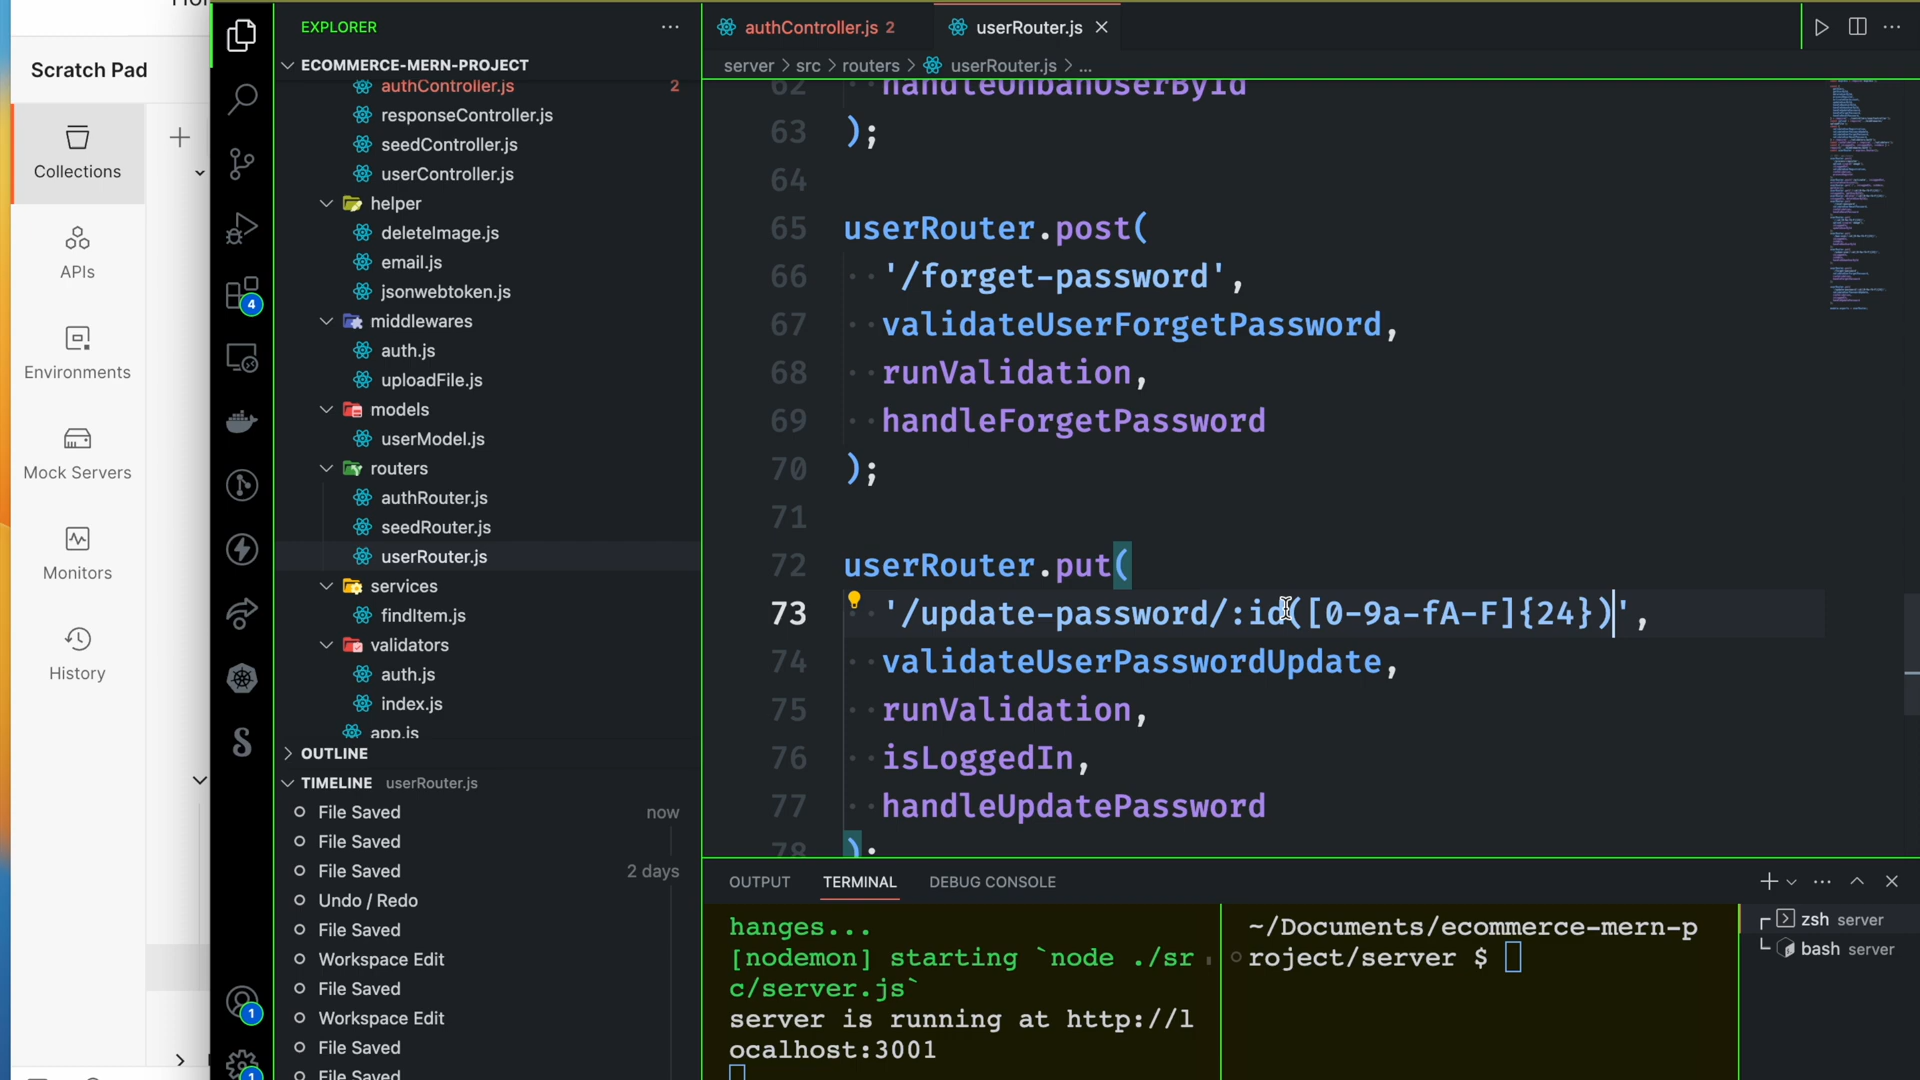 Scratch Pad
Collections
APIs
Environments
Mock Servers
Monitors
History
4
1
1
EXPLORER
ECOMMERCE-MERN-PROJECT
authController.js 2
responseController.js
seedController.js
userController.js
helper
deleteImage.js
email.js
jsonwebtoken.js
middlewares
auth.js
uploadFile.js
models
userModel.js
routers
authRouter.js
seedRouter.js
userRouter.js
services
findItem.js
validators
auth.js
index.js
app.js
OUTLINE
TIMELINE userRouter.js
File Saved now
File Saved
File Saved 2 days
Undo / Redo
File Saved
Workspace Edit
File Saved
Workspace Edit
File Saved
File Saved
authController.js 2
userRouter.js
server > src > routers > userRouter.js > ...
62 handleUnbanUserById
63 );
64
65 userRouter.post(
66 '/forget-password',
67 validateUserForgetPassword,
68 runValidation,
69 handleForgetPassword
70 );
71
72 userRouter.put(
73 '/update-password/:id([0-9a-fA-F]{24})',
74 validateUserPasswordUpdate,
75 runValidation,
76 isLoggedIn,
77 handleUpdatePassword
78 );
OUTPUT TERMINAL DEBUG CONSOLE
hanges...
[nodemon] starting `node ./sr
c/server.js`
server is running at http://l
ocalhost:3001
~/Documents/ecommerce-mern-p
roject/server $
zsh server
bash server